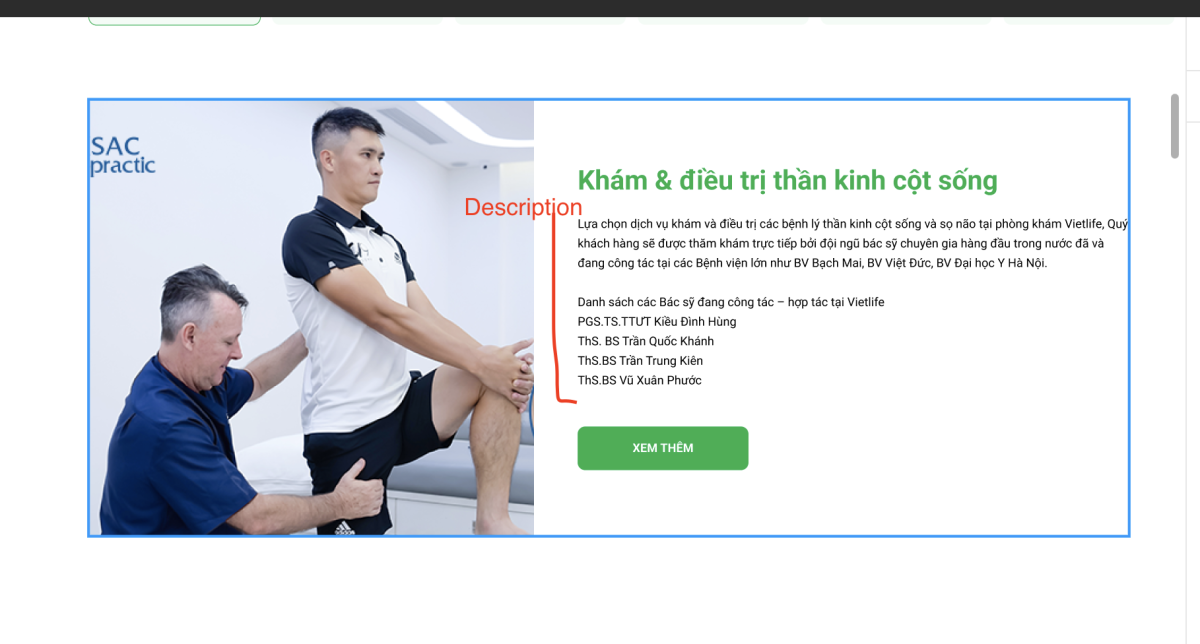 SAC
practic
Khám & điều trị thần kinh cột sống
Description
Lựa chọn dịch vụ khám và điều trị các bệnh lý thần kinh cột sống và sọ não tại phòng khám Vietlife, Quý
khách hàng sẽ được thăm khám trực tiếp bởi đội ngũ bác sỹ chuyên gia hàng đầu trong nước đã và
đang công tác tại các Bệnh viện lớn như BV Bạch Mai, BV Việt Đức, BV Đại học Y Hà Nội.
Danh sách các Bác sỹ đang công tác – hợp tác tại Vietlife
PGS.TS.TTƯT Kiều Đình Hùng
ThS. BS Trần Quốc Khánh
ThS.BS Trần Trung Kiên
ThS.BS Vũ Xuân Phước
XEM THÊM